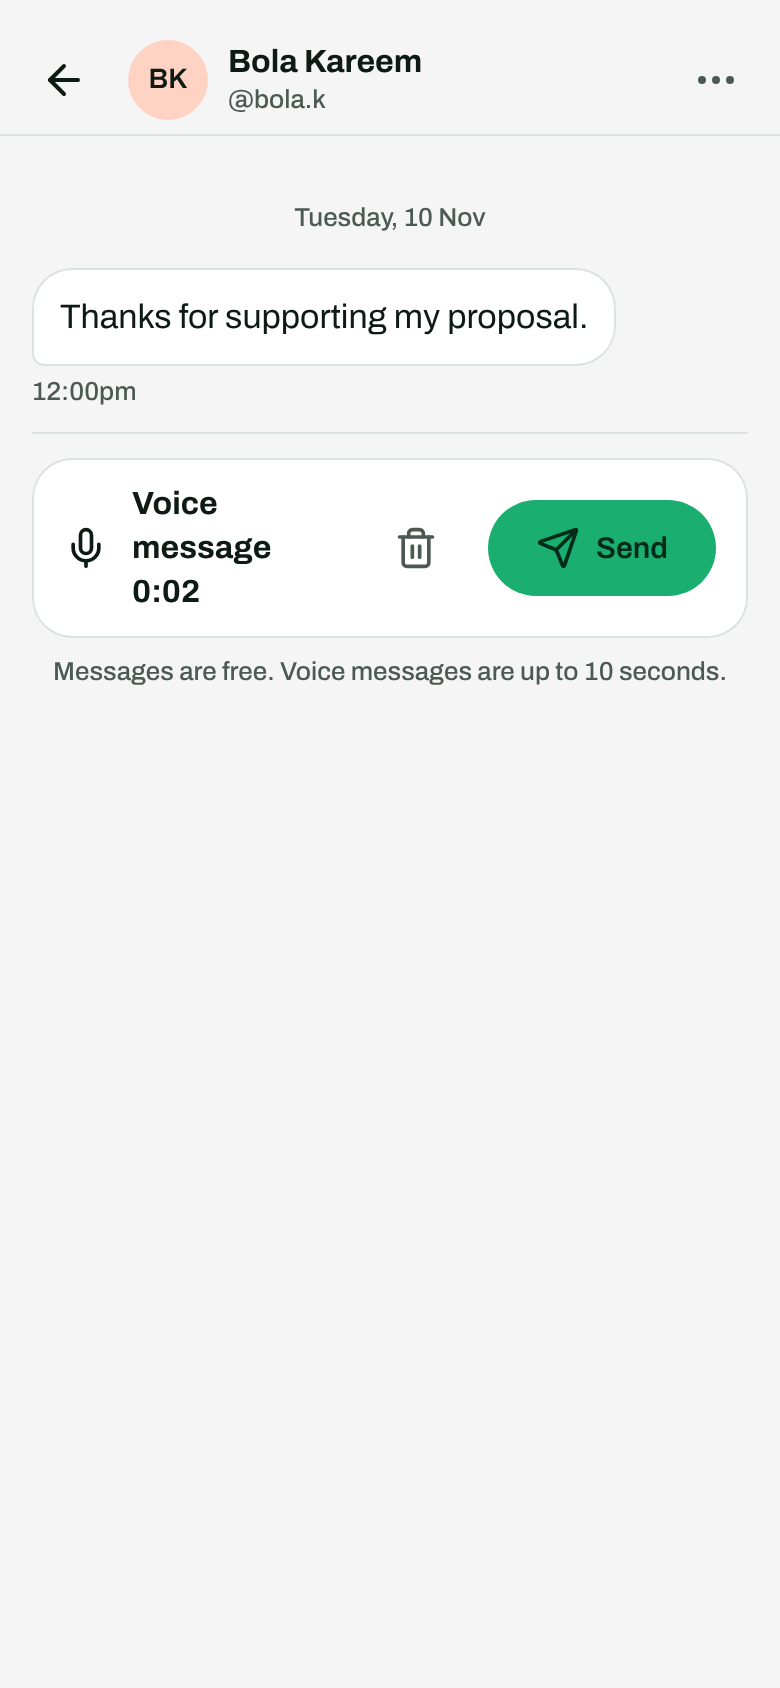 BK
Bola Kareem
@bola.k
Tuesday, 10 Nov
Thanks for supporting my proposal.
12:00pm
Voice
message
0:02
Send
Messages are free. Voice messages are up to 10 seconds.